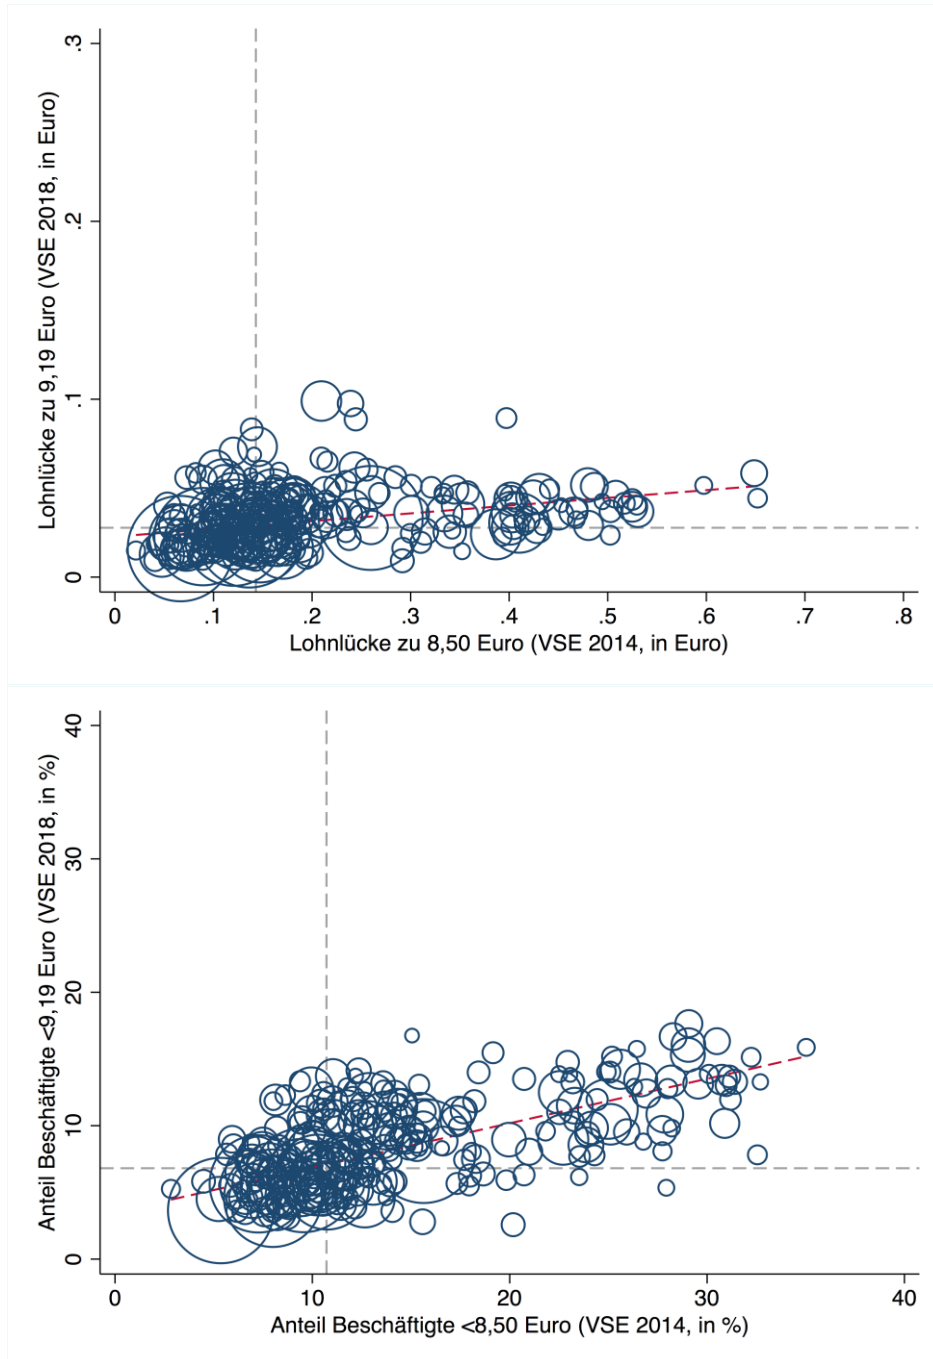 Lohnlücke zu 9,19 Euro (VSE 2018, in Euro)
.3
.2
.1
0
0 .1 .2 .3 .4 .5 .6 .7 .8
Lohnlücke zu 8,50 Euro (VSE 2014, in Euro)
Anteil Beschäftigte <9,19 Euro (VSE 2018, in %)
40
30
20
10
0
0 10 20 30 40
Anteil Beschäftigte <8,50 Euro (VSE 2014, in %)